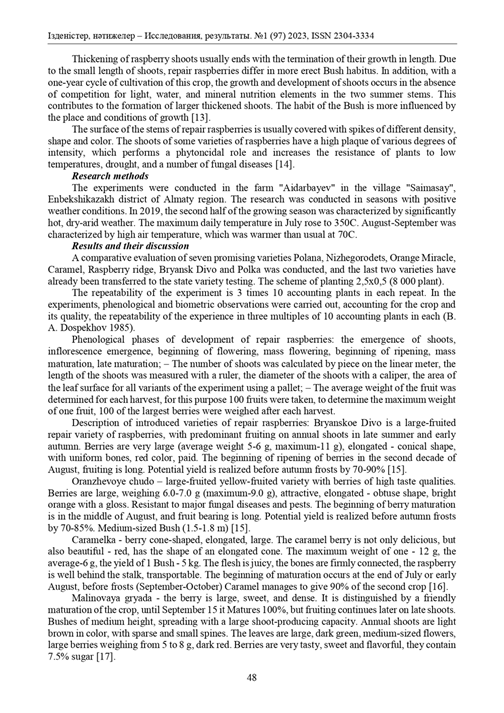 Ізденістер, нәтижелер – Исследования, результаты. №1 (97) 2023, ISSN 2304-3334
Thickening of raspberry shoots usually ends with the termination of their growth in length. Due
to the small length of shoots, repair raspberries differ in more erect Bush habitus. In addition, with a
one-year cycle of cultivation of this crop, the growth and development of shoots occurs in the absence
of competition for light, water, and mineral nutrition elements in the two summer stems. This
contributes to the formation of larger thickened shoots. The habit of the Bush is more influenced by
the place and conditions of growth [13].
The surface of the stems of repair raspberries is usually covered with spikes of different density,
shape and color. The shoots of some varieties of raspberries have a high plaque of various degrees of
intensity, which performs a phytoncidal role and increases the resistance of plants to low
temperatures, drought, and a number of fungal diseases [14].
Research methods
The experiments were conducted in the farm "Aidarbayev" in the village "Saimasay",
Enbekshikazakh district of Almaty region. The research was conducted in seasons with positive
weather conditions. In 2019, the second half of the growing season was characterized by significantly
hot, dry-arid weather. The maximum daily temperature in July rose to 350C. August-September was
characterized by high air temperature, which was warmer than usual at 70C.
Results and their discussion
A comparative evaluation of seven promising varieties Polana, Nizhegorodets, Orange Miracle,
Caramel, Raspberry ridge, Bryansk Divo and Polka was conducted, and the last two varieties have
already been transferred to the state variety testing. The scheme of planting 2,5x0,5 (8 000 plant).
The repeatability of the experiment is 3 times 10 accounting plants in each repeat. In the
experiments, phenological and biometric observations were carried out, accounting for the crop and
its quality, the repeatability of the experience in three multiples of 10 accounting plants in each (B.
A. Dospekhov 1985).
Phenological phases of development of repair raspberries: the emergence of shoots,
inflorescence emergence, beginning of flowering, mass flowering, beginning of ripening, mass
maturation, late maturation; – The number of shoots was calculated by piece on the linear meter, the
length of the shoots was measured with a ruler, the diameter of the shoots with a caliper, the area of
the leaf surface for all variants of the experiment using a pallet; – The average weight of the fruit was
determined for each harvest, for this purpose 100 fruits were taken, to determine the maximum weight
of one fruit, 100 of the largest berries were weighed after each harvest.
Description of introduced varieties of repair raspberries: Bryanskoe Divo is a large-fruited
repair variety of raspberries, with predominant fruiting on annual shoots in late summer and early
autumn. Berries are very large (average weight 5-6 g, maximum-11 g), elongated - conical shape,
with uniform bones, red color, paid. The beginning of ripening of berries in the second decade of
August, fruiting is long. Potential yield is realized before autumn frosts by 70-90% [15].
Oranzhevoye chudo – large-fruited yellow-fruited variety with berries of high taste qualities.
Berries are large, weighing 6.0-7.0 g (maximum-9.0 g), attractive, elongated - obtuse shape, bright
orange with a gloss. Resistant to major fungal diseases and pests. The beginning of berry maturation
is in the middle of August, and fruit bearing is long. Potential yield is realized before autumn frosts
by 70-85%. Medium-sized Bush (1.5-1.8 m) [15].
Caramelka - berry cone-shaped, elongated, large. The caramel berry is not only delicious, but
also beautiful - red, has the shape of an elongated cone. The maximum weight of one - 12 g, the
average-6 g, the yield of 1 Bush - 5 kg. The flesh is juicy, the bones are firmly connected, the raspberry
is well behind the stalk, transportable. The beginning of maturation occurs at the end of July or early
August, before frosts (September-October) Caramel manages to give 90% of the second crop [16].
Malinovaya gryada - the berry is large, sweet, and dense. It is distinguished by a friendly
maturation of the crop, until September 15 it Matures 100%, but fruiting continues later on late shoots.
Bushes of medium height, spreading with a large shoot-producing capacity. Annual shoots are light
brown in color, with sparse and small spines. The leaves are large, dark green, medium-sized flowers,
large berries weighing from 5 to 8 g, dark red. Berries are very tasty, sweet and flavorful, they contain
7.5% sugar [17].
48